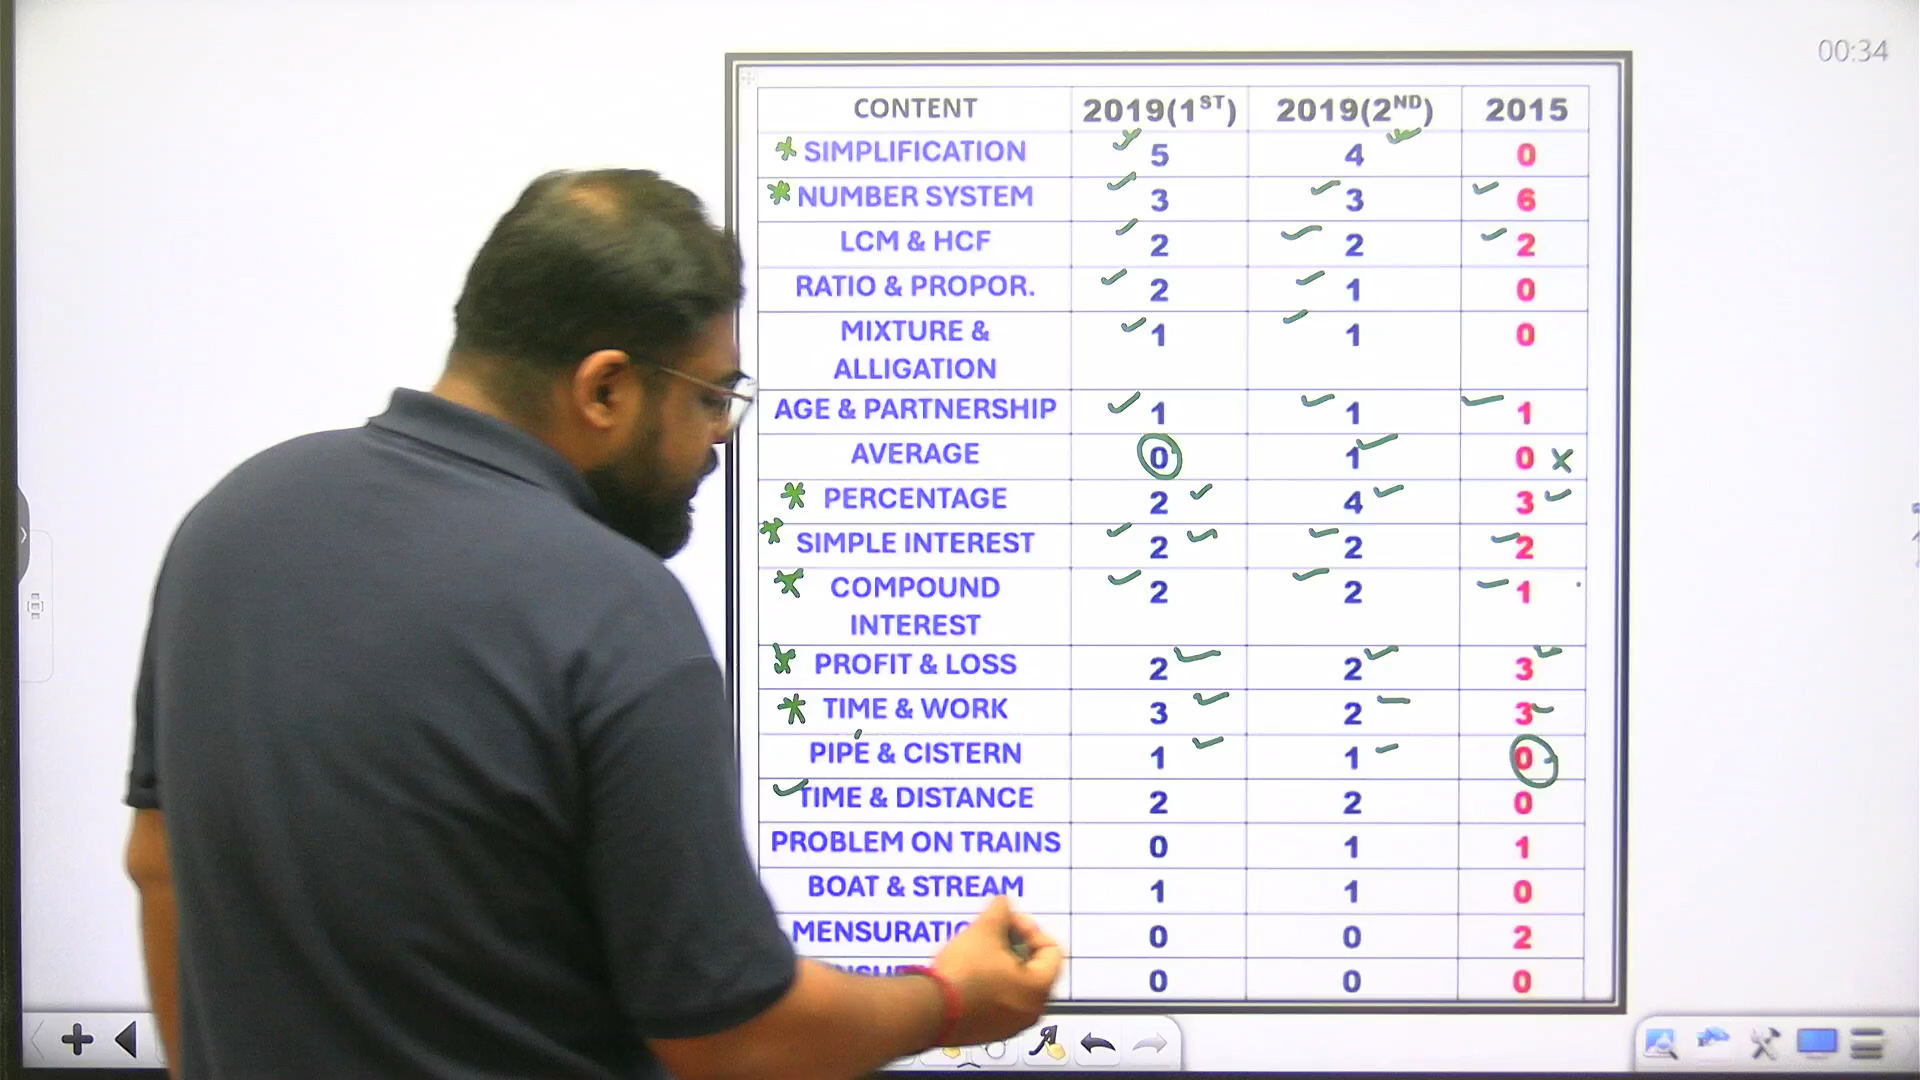 00:34
CONTENT 2019(1ST) 2019(2ND) 2015
SIMPLIFICATION 5 4 0
NUMBER SYSTEM 3 3 6
LCM & HCF 2 2 2
RATIO & PROPOR. 2 1 0
MIXTURE & 1 1 0
ALLIGATION
AGE & PARTNERSHIP 1 1 1
AVERAGE 0 1 0
PERCENTAGE 2 4 3
SIMPLE INTEREST 2 2 2
COMPOUND 2 2 1
INTEREST
PROFIT & LOSS 2 2 3
TIME & WORK 3 2 3
PIPE & CISTERN 1 1 0
TIME & DISTANCE 2 2 0
PROBLEM ON TRAINS 0 1 1
BOAT & STREAM 1 1 0
0 0 2
0 0 0